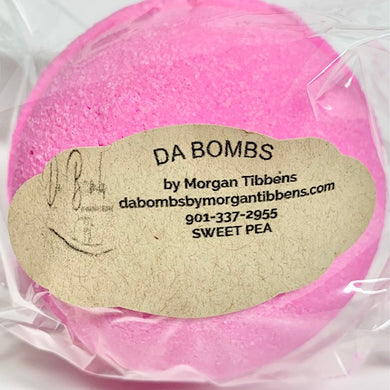 DA BOMBS
by Morgan Tibbens
dabombsbymorgantibbens.com
901-337-2955
SWEET PEA